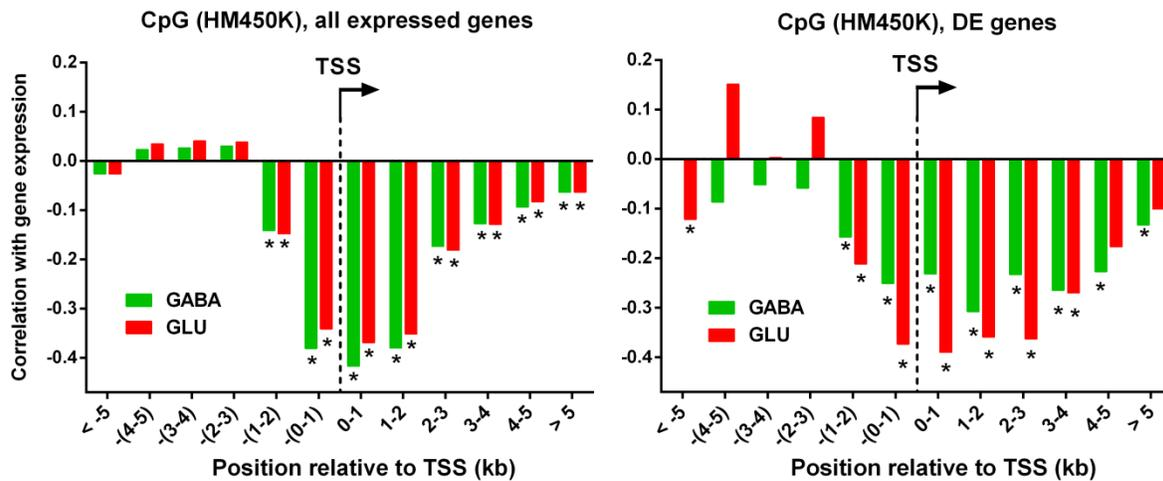 CpG (HM450K), all expressed genes
Correlation with gene expression
0.2
0.1
0.0
-0.1
-0.2
-0.3
-0.4
TSS
* * * * * * * * * * * * * * * *
GABA
GLU
< -5 -(4-5) -(3-4) -(2-3) -(1-2) -(0-1) 0-1 1-2 2-3 3-4 4-5 > 5
Position relative to TSS (kb)
CpG (HM450K), DE genes
0.2
0.1
0.0
-0.1
-0.2
-0.3
-0.4
TSS
* * * * * * * * * * * * * * *
GABA
GLU
< -5 -(4-5) -(3-4) -(2-3) -(1-2) -(0-1) 0-1 1-2 2-3 3-4 4-5 > 5
Position relative to TSS (kb)